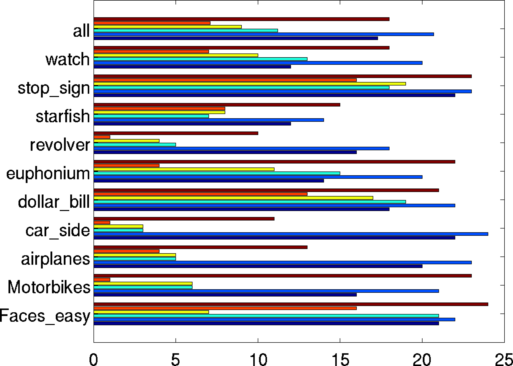 all
watch
stop_sign
starfish
revolver
euphonium
dollar_bill
car_side
airplanes
Motorbikes
Faces_easy
0 5 10 15 20 25